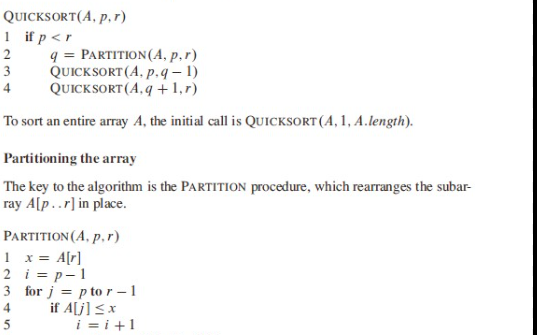 QUICKSORT(A, p, r)
1 if p < r
2 q = PARTITION(A, p, r)
3 QUICKSORT(A, p, q − 1)
4 QUICKSORT(A, q + 1, r)
To sort an entire array A, the initial call is QUICKSORT(A, 1, A.length).
Partitioning the array
The key to the algorithm is the PARTITION procedure, which rearranges the subar-
ray A[p . . r] in place.
PARTITION(A, p, r)
1 x = A[r]
2 i = p − 1
3 for j = p to r − 1
4 if A[j] ≤ x
5 i = i + 1